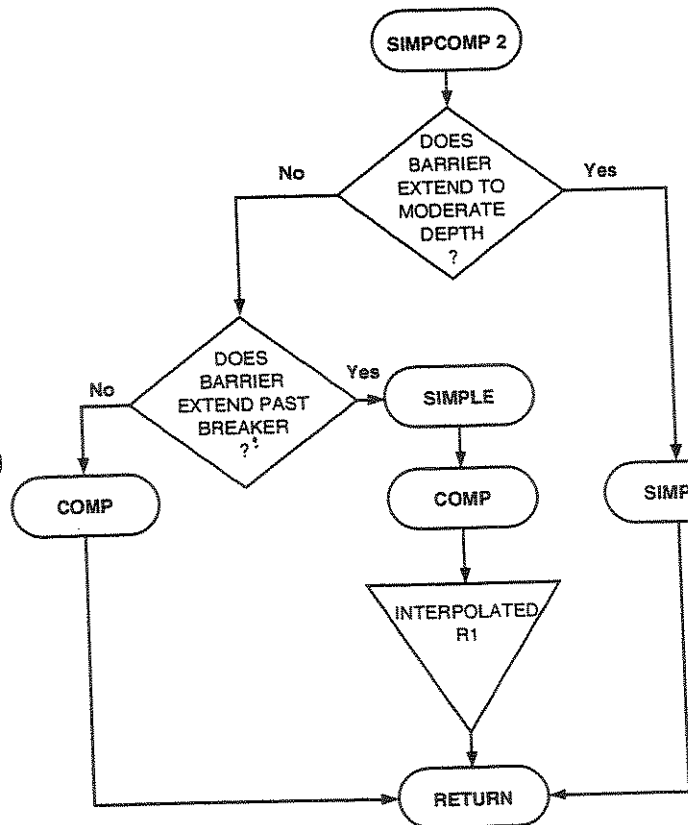 SIMPCOMP 2
DOES
BARRIER
EXTEND TO
MODERATE
DEPTH
?
No
Yes
DOES
BARRIER
EXTEND PAST
BREAKER
?
No
Yes
SIMPLE
COMP
COMP
SIMP
INTERPOLATED
R1
RETURN